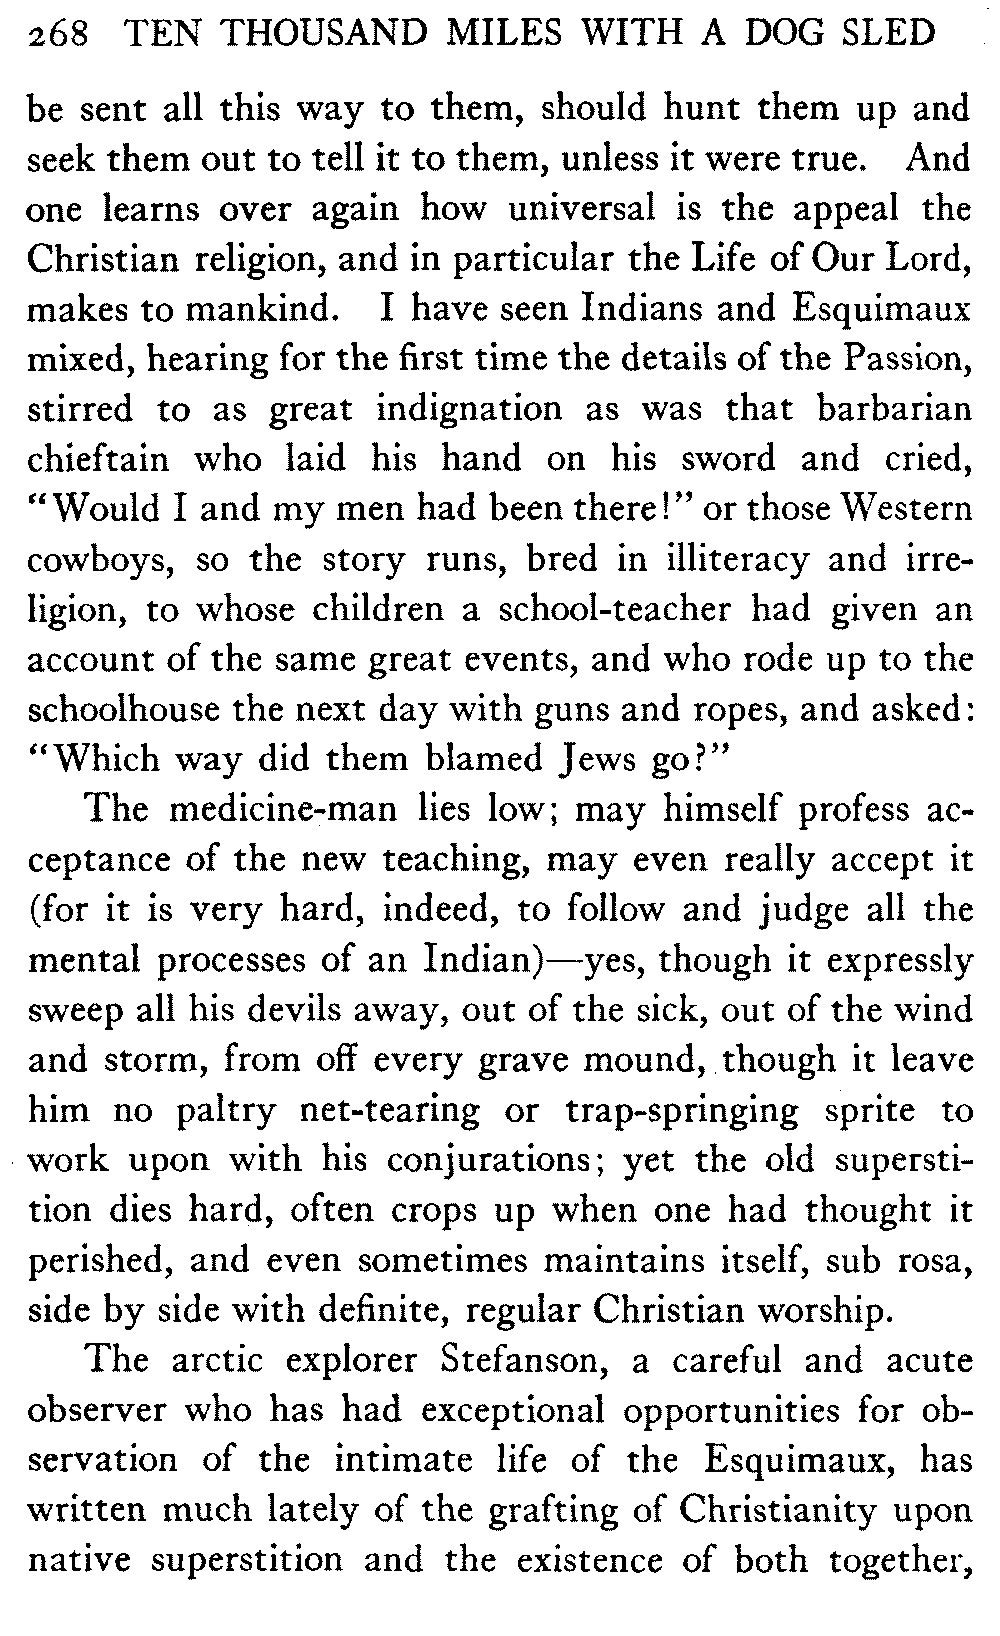 268 TEN THOUSAND MILES WITH A DOG SLED
be sent all this way to them, should hunt them up and
seek them out to tell it to them, unless it were true. And
one learns over again how universal is the appeal the
Christian religion, and in particular the Life of Our Lord,
makes to mankind. I have seen Indians and Esquimaux
mixed, hearing for the first time the details of the Passion,
stirred to as great indignation as was that barbarian
chieftain who laid his hand on his sword and cried,
"Would I and my men had been there!" or those Western
cowboys, so the story runs, bred in illiteracy and irre-
ligion, to whose children a school-teacher had given an
account of the same great events, and who rode up to the
schoolhouse the next day with guns and ropes, and asked:
"Which way did them blamed Jews go?"
The medicine-man lies low; may himself profess ac-
ceptance of the new teaching, may even really accept it
(for it is very hard, indeed, to follow and judge all the
mental processes of an Indian)—yes, though it expressly
sweep all his devils away, out of the sick, out of the wind
and storm, from off every grave mound, though it leave
him no paltry net-tearing or trap-springing sprite to
work upon with his conjurations; yet the old supersti-
tion dies hard, often crops up when one had thought it
perished, and even sometimes maintains itself, sub rosa,
side by side with definite, regular Christian worship.
The arctic explorer Stefanson, a careful and acute
observer who has had exceptional opportunities for ob-
servation of the intimate life of the Esquimaux, has
written much lately of the grafting of Christianity upon
native superstition and the existence of both together,